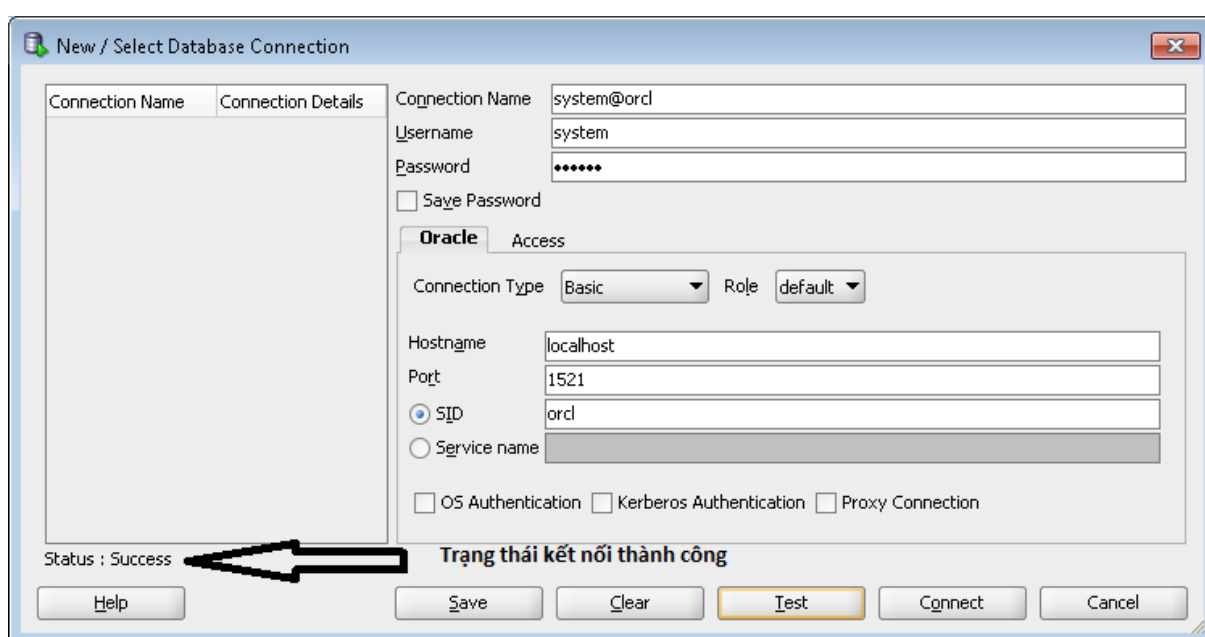 New / Select Database Connection
Connection Name Connection Details
Connection Name system@orcl
Username system
Password ••••••
Save Password
Oracle Access
Connection Type Basic Role default
Hostname localhost
Port 1521
SID orcl
Service name
OS Authentication Kerberos Authentication Proxy Connection
Status : Success Trạng thái kết nối thành công
Help Save Clear Test Connect Cancel